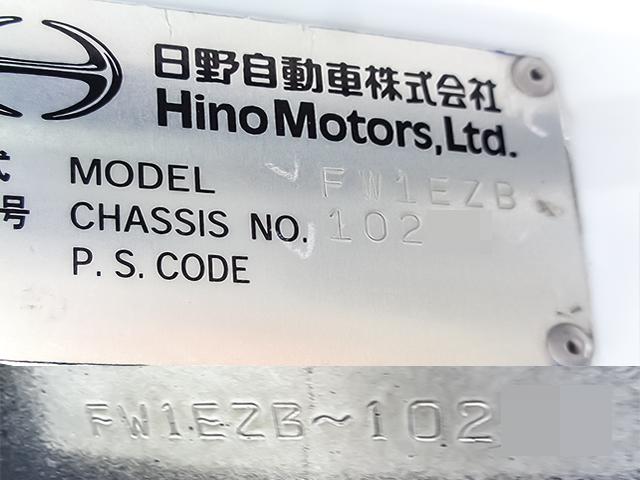 日野自動車株式会社
Hino Motors, Ltd.
式 MODEL FW1EZB
号 CHASSIS NO. 102
P. S. CODE
FW1EZB~102